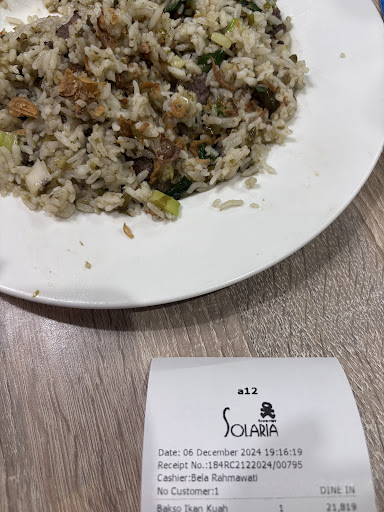 a12
SOLARIA
Date: 06 December 2024 19:16:19
Receipt No.:184RC2122024/00795
Cashier:Bela Rahmawati
No Customer:1 DINE IN
Bakso Ikan Kuah 1 21,819